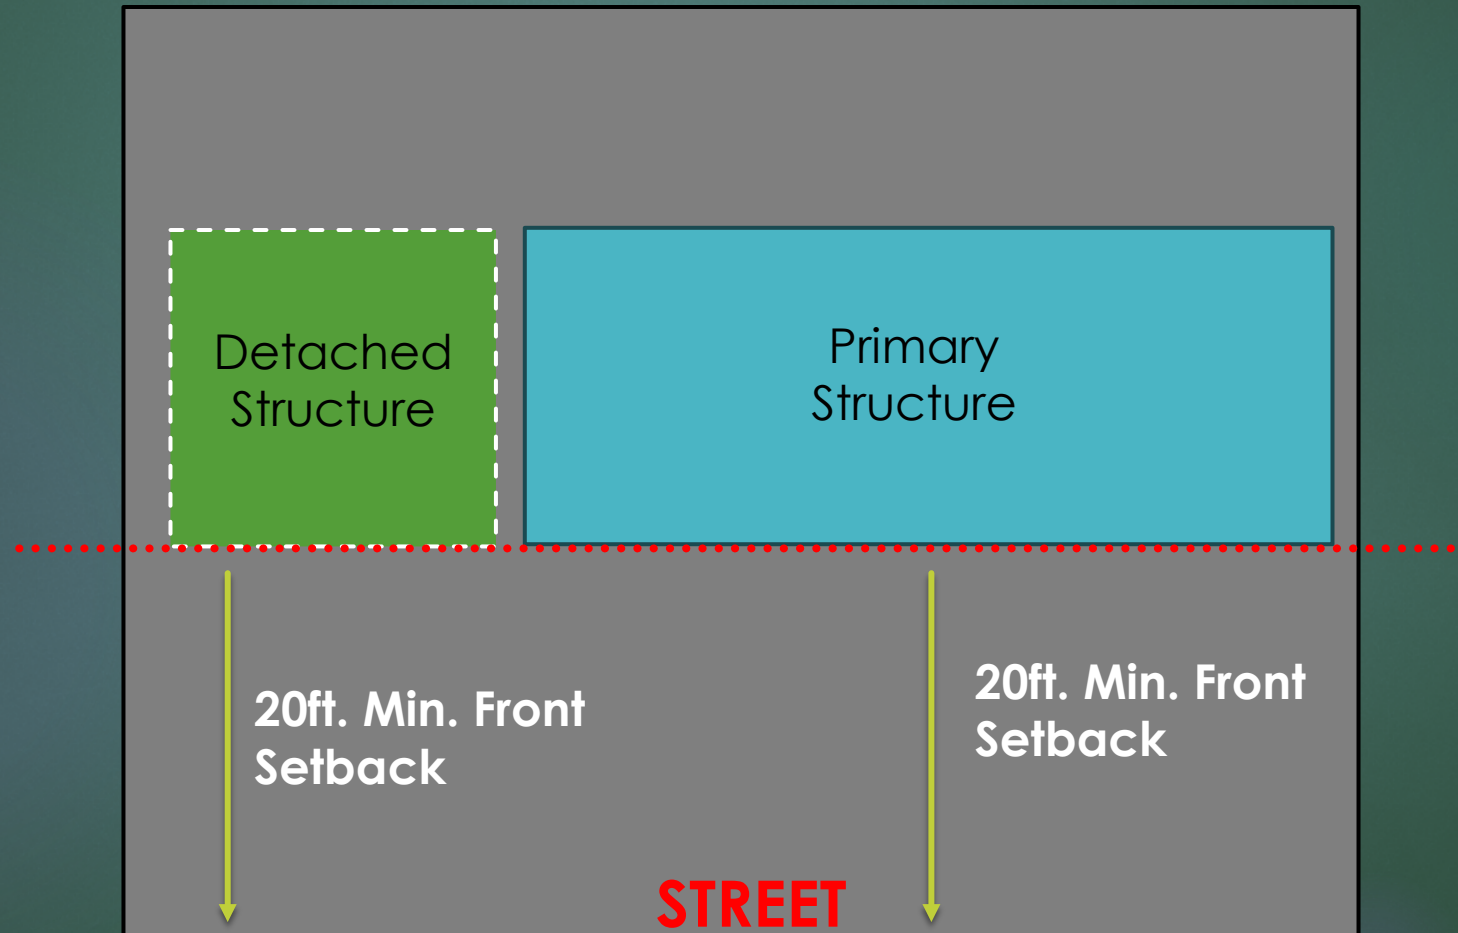 Detached
Structure
Primary
Structure
20ft. Min. Front
Setback
20ft. Min. Front
Setback
STREET